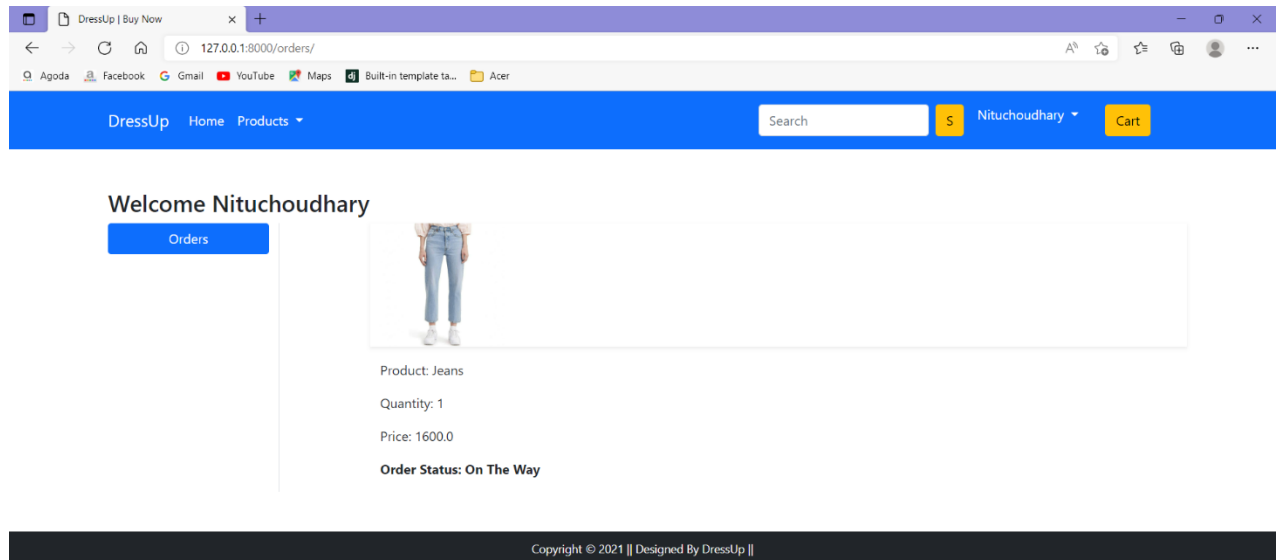 DressUp | Buy Now
127.0.0.1:8000/orders/
Agoda Facebook Gmail YouTube Maps dj Built-in template ta... Acer
DressUp Home Products Search S Nituchoudhary Cart
Welcome Nituchoudhary
Orders
Product: Jeans
Quantity: 1
Price: 1600.0
Order Status: On The Way
Copyright © 2021 || Designed By DressUp ||